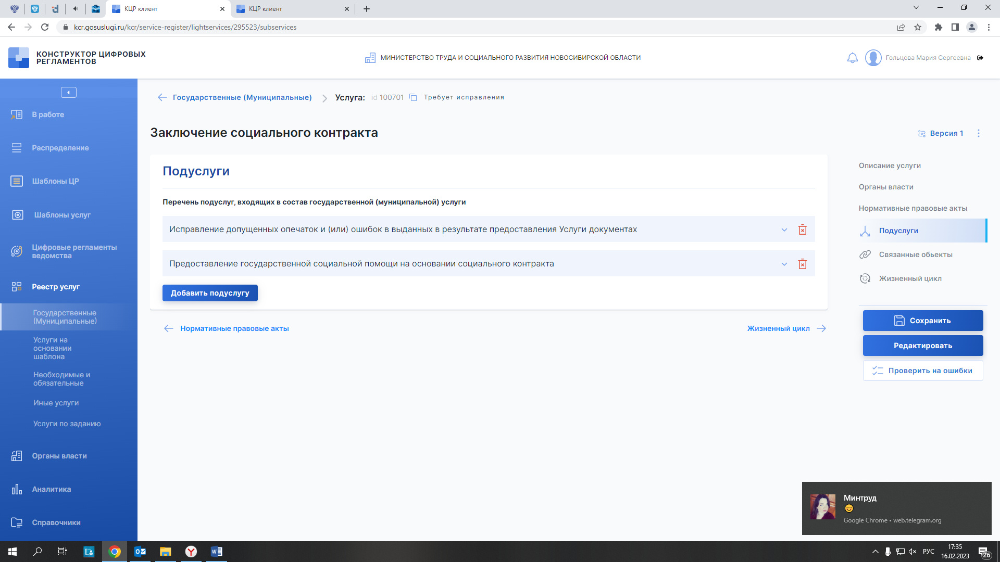 КЦР клиент
КЦР клиент
kcr.gosuslugi.ru/kcr/service-register/lightservices/295523/subservices
КОНСТРУКТОР ЦИФРОВЫХ
РЕГЛАМЕНТОВ
МИНИСТЕРСТВО ТРУДА И СОЦИАЛЬНОГО РАЗВИТИЯ НОВОСИБИРСКОЙ ОБЛАСТИ
Гольцова Мария Сергеевна
В работе
Распределение
Шаблоны ЦР
Шаблоны услуг
Цифровые регламенты
ведомства
Реестр услуг
Государственные
(Муниципальные)
Услуги на
основании
шаблона
Необходимые и
обязательные
Иные услуги
Услуги по заданию
Органы власти
Аналитика
Справочники
Государственные (Муниципальные)
Услуга: id 100701 Требует исправления
Заключение социального контракта
Версия 1
Подуслуги
Перечень подуслуг, входящих в состав государственной (муниципальной) услуги
Исправление допущенных опечаток и (или) ошибок в выданных в результате предоставления Услуги документах
Предоставление государственной социальной помощи на основании социального контракта
Добавить подуслугу
Нормативные правовые акты
Жизненный цикл
Описание услуги
Органы власти
Нормативные правовые акты
Подуслуги
Связанные обьекты
Жизненный цикл
Сохранить
Редактировать
Проверить на ошибки
Минтруд
Google Chrome • web.telegram.org
РУС
17:35
16.02.2023
26